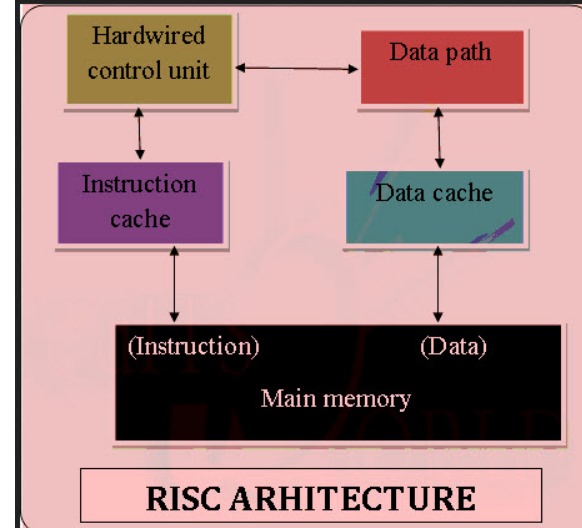 Hardwired
control unit
Data path
Instruction
cache
Data cache
(Instruction)
(Data)
Main memory
RISC ARHITECTURE